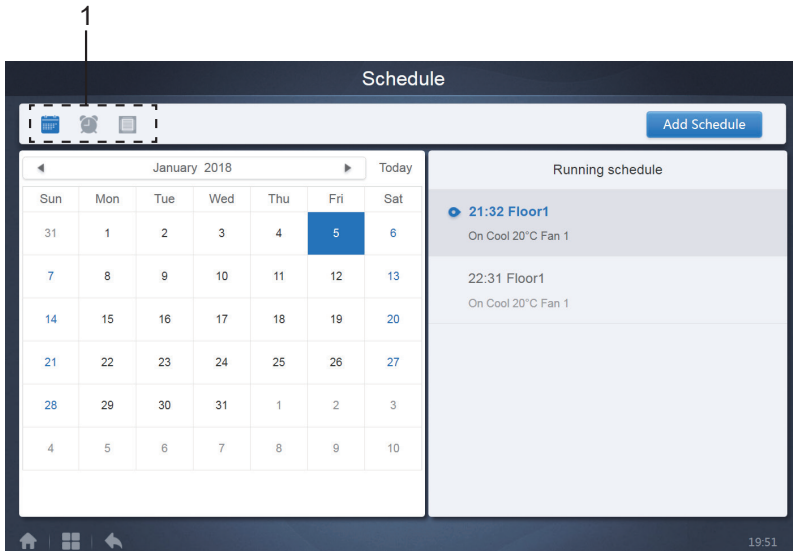 1
Schedule
Add Schedule
January 2018
Today
Running schedule
Sun Mon Tue Wed Thu Fri Sat
31 1 2 3 4 5 6
7 8 9 10 11 12 13
14 15 16 17 18 19 20
21 22 23 24 25 26 27
28 29 30 31 1 2 3
4 5 6 7 8 9 10
21:32 Floor1
On Cool 20°C Fan 1
22:31 Floor1
On Cool 20°C Fan 1
19:51